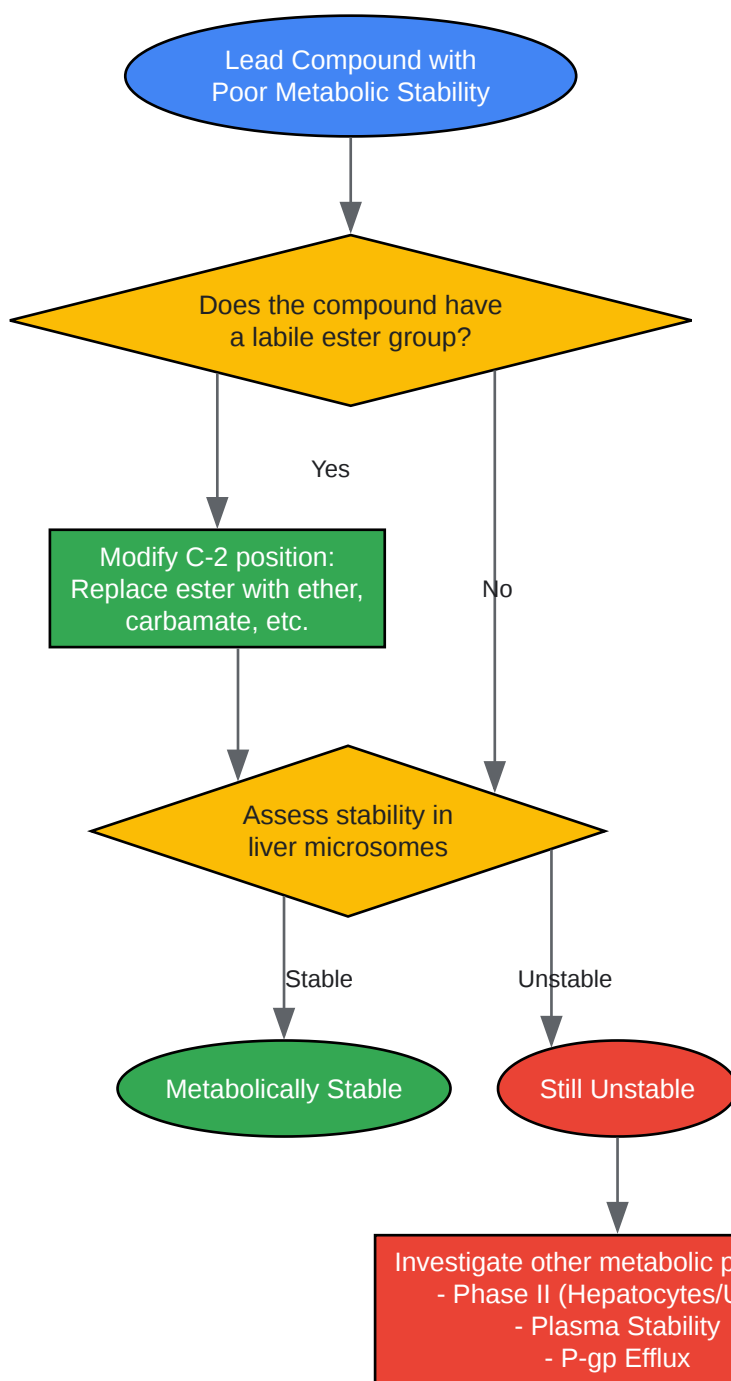 Lead Compound with
Poor Metabolic Stability
Does the compound have
a labile ester group?
Yes
Modify C-2 position:
Replace ester with ether,
carbamate, etc.
No
Assess stability in
liver microsomes
Stable
Unstable
Metabolically Stable
Still Unstable
Investigate other metabolic
- Phase II
- Plasma Stability
- P-gp Efflux